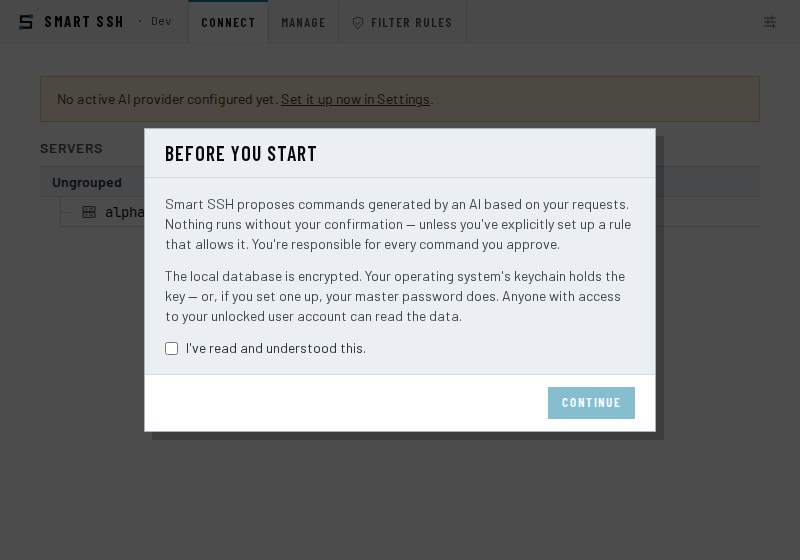 SMART SSH · Dev CONNECT MANAGE FILTER RULES
No active AI provider configured yet. Set it up now in Settings.
SERVERS
Ungrouped
alpha
BEFORE YOU START
Smart SSH proposes commands generated by an AI based on your requests.
Nothing runs without your confirmation — unless you've explicitly set up a rule
that allows it. You're responsible for every command you approve.
The local database is encrypted. Your operating system's keychain holds the
key — or, if you set one up, your master password does. Anyone with access
to your unlocked user account can read the data.
I've read and understood this.
CONTINUE